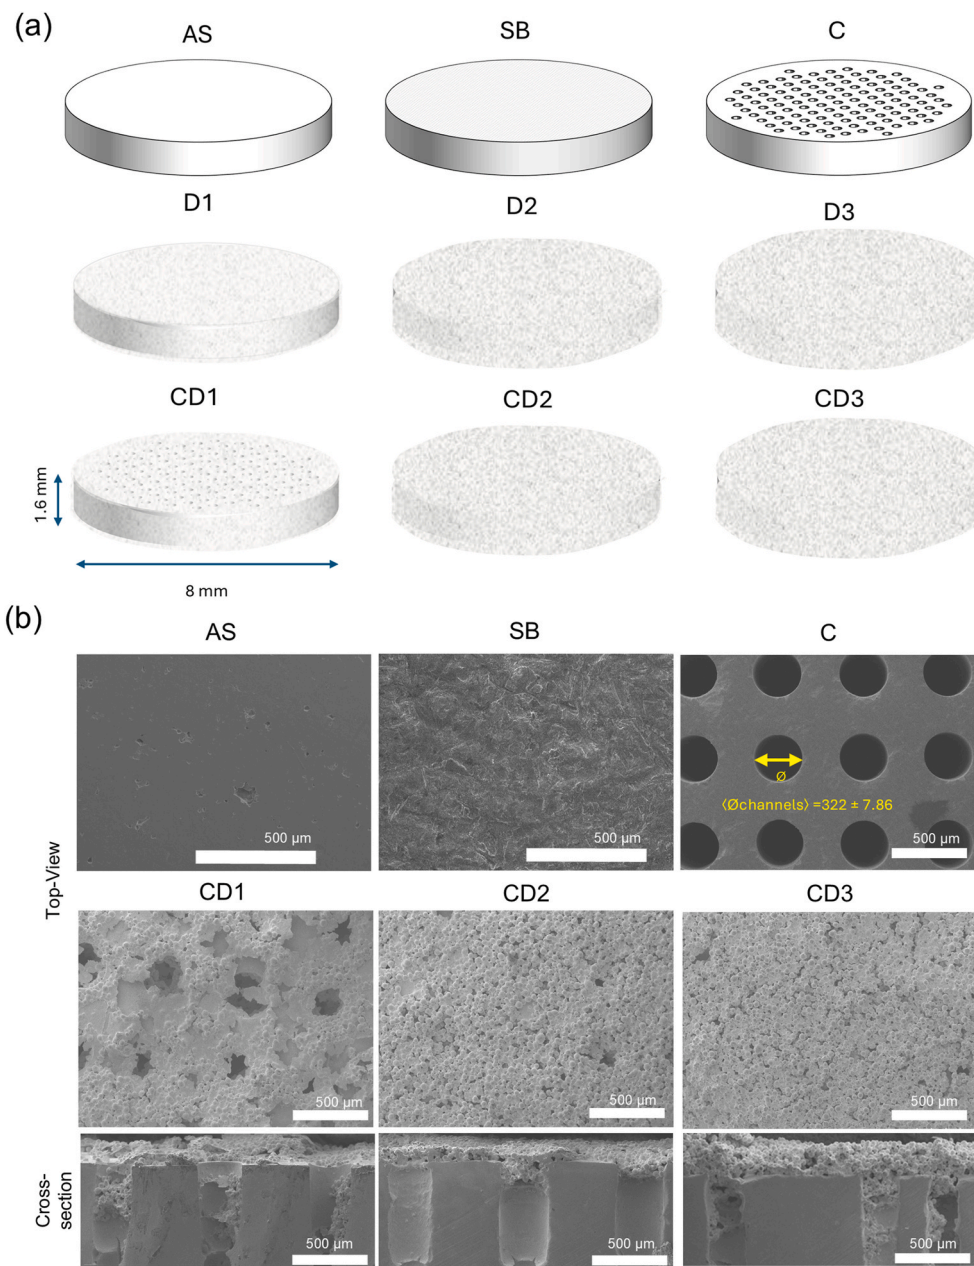 (a)
AS SB C
D1 D2 D3
CD1 CD2 CD3
1.6 mm
8 mm
(b)
AS SB C
Top-View
Ø
⟨Øchannels⟩ =322 ± 7.86
500 µm 500 µm 500 µm
CD1 CD2 CD3
500 µm 500 µm 500 µm
Cross-
section
500 µm 500 µm 500 µm